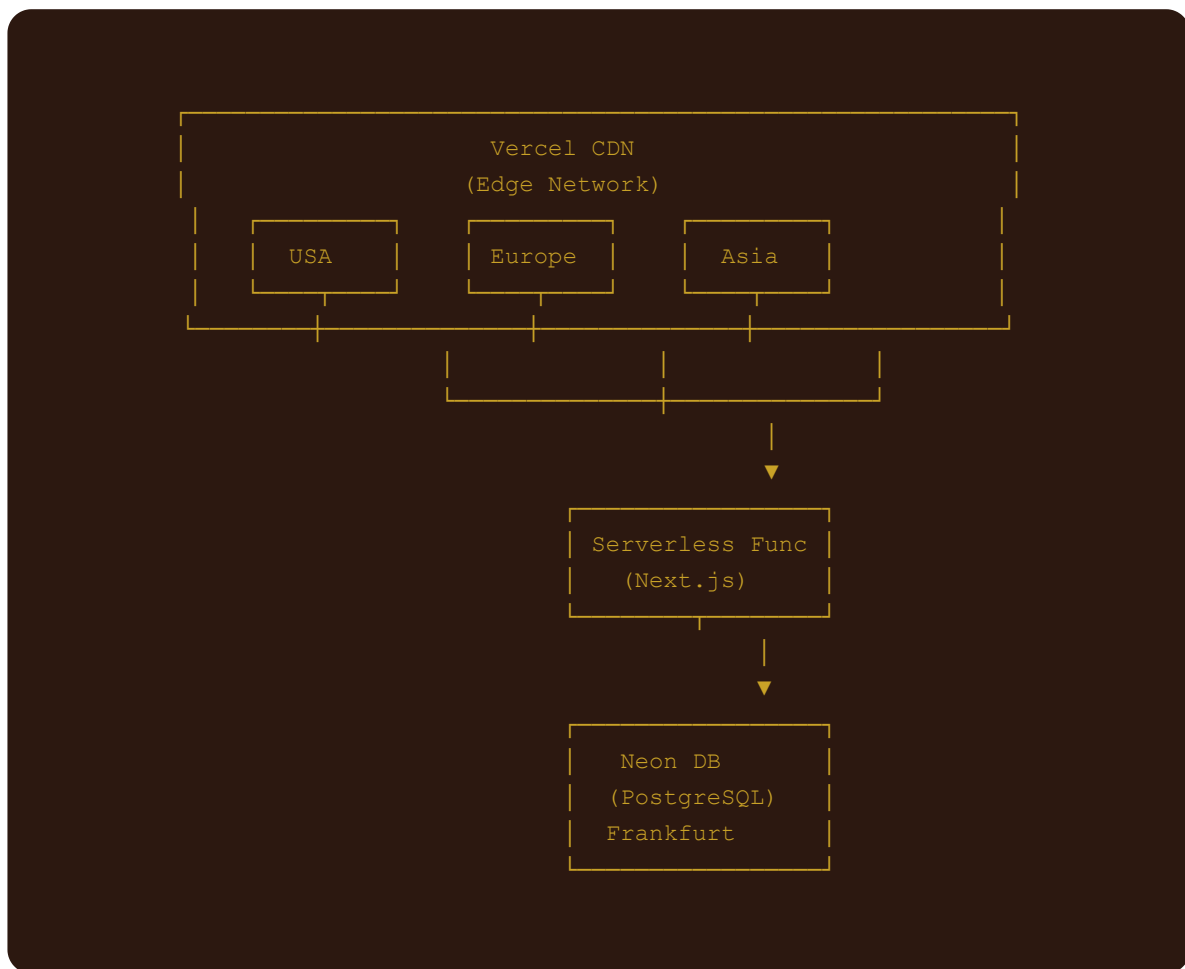 Vercel CDN
(Edge Network)
USA Europe Asia
Serverless Func
(Next.js)
Neon DB
(PostgreSQL)
Frankfurt